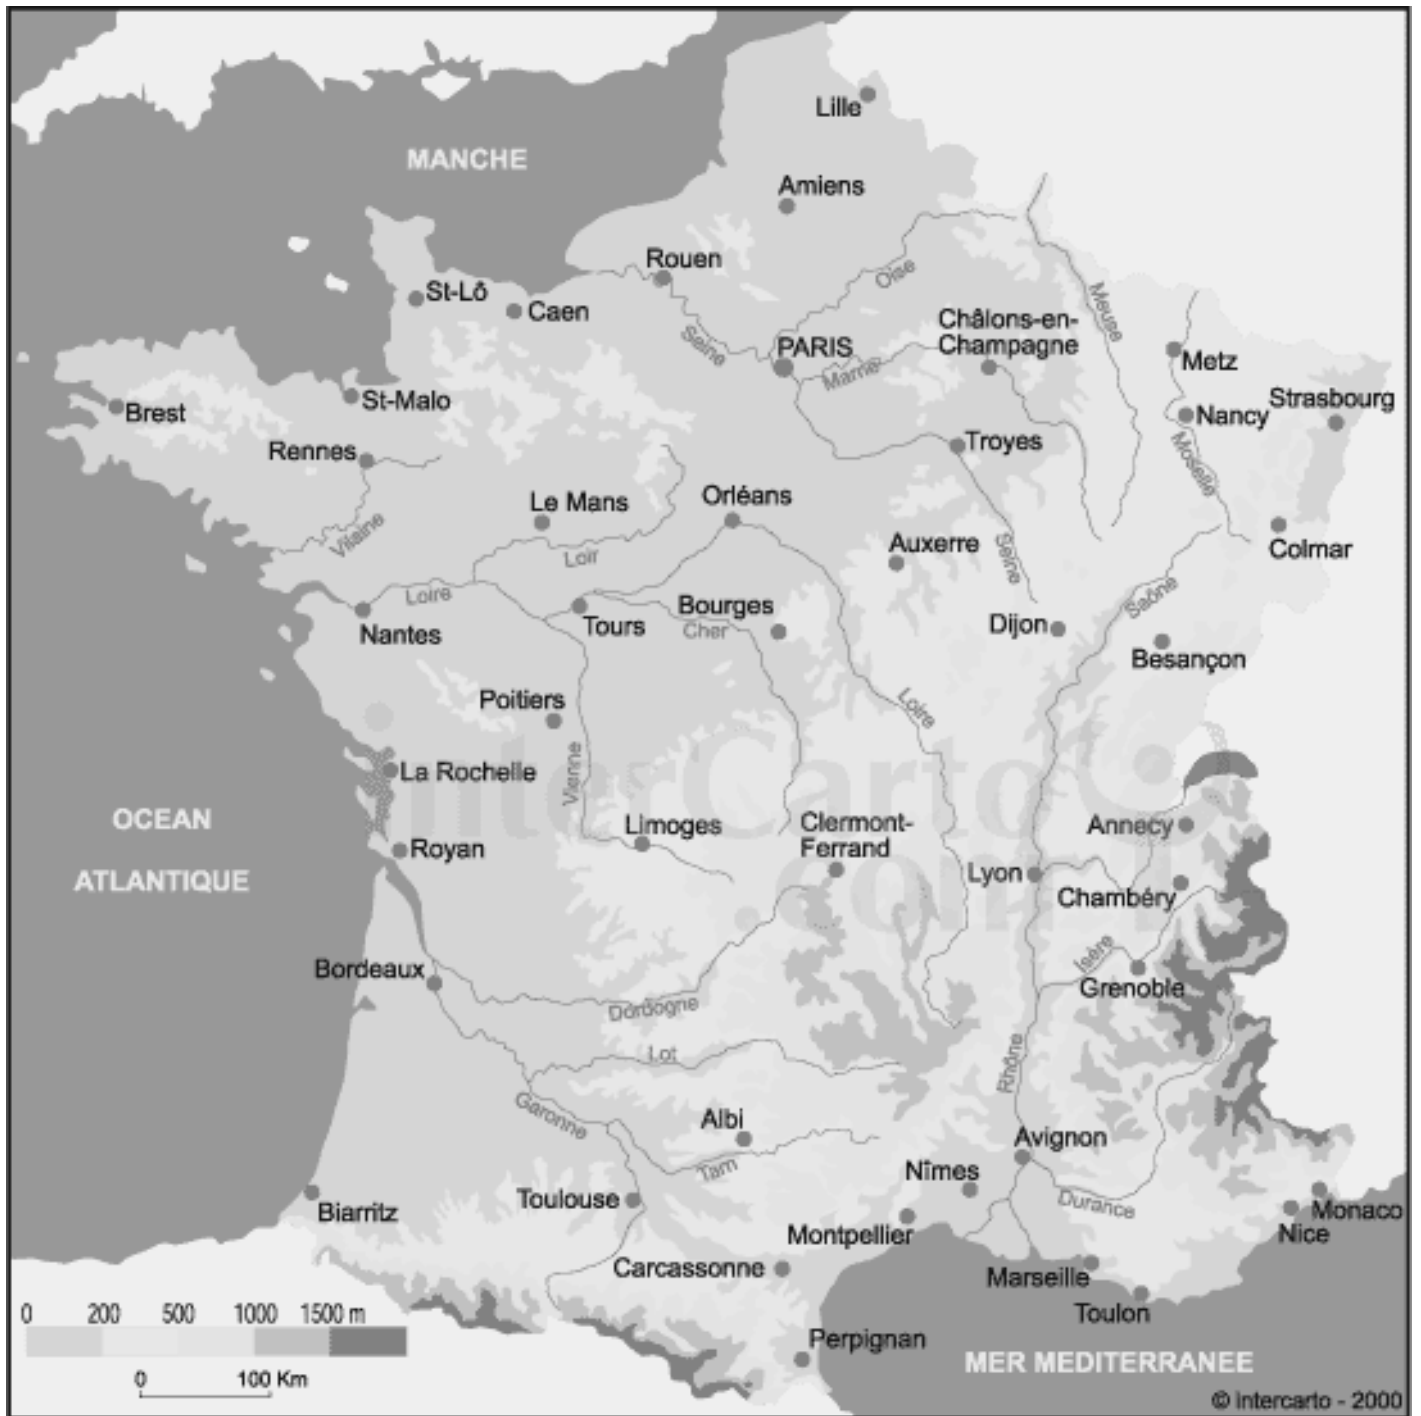 Lille
MANCHE
Amiens
Rouen
Oise
St-Lô
Caen
Meuse
Châlons-en-
Champagne
Seine
PARIS
Marne
Metz
Brest
St-Malo
Nancy
Strasbourg
Rennes
Troyes
Moselle
Le Mans
Orléans
Vilaine
Loir
Auxerre
Seine
Colmar
Loire
Nantes
Tours
Bourges
Cher
Dijon
Saône
Besançon
Poitiers
Loire
Vienne
La Rochelle
InterCarto
.com
OCEAN
ATLANTIQUE
Royan
Limoges
Clermont-
Ferrand
Annecy
Lyon
Chambéry
Bordeaux
Isère
Grenoble
Dordogne
Lot
Rhône
Garonne
Albi
Avignon
Tarn
Nîmes
Durance
Biarritz
Toulouse
Montpellier
Monaco
Nice
Carcassonne
Marseille
Toulon
Perpignan
MER MEDITERRANEE
0 200 500 1000 1500 m
0 100 Km
© Intercarto - 2000